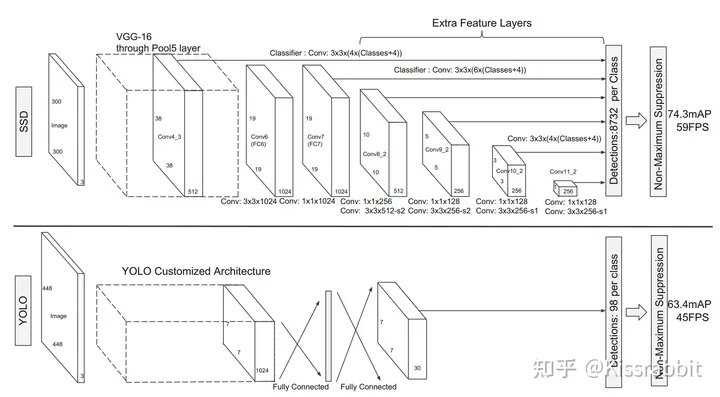 VGG-16
through Pool5 layer
Extra Feature Layers
Classifier : Conv: 3x3x(4x(Classes+4))
Classifier : Conv: 3x3x(6x(Classes+4))
Conv: 3x3x(4x(Classes+4))
SSD
300
Image
300
3
38
Conv4_3
38
512
19
Conv6
(FC6)
19
1024
19
Conv7
(FC7)
19
1024
10
Conv8_2
10
512
5
Conv9_2
5
256
3
Conv10_2
3
256
Conv11_2
256
Conv: 3x3x1024
Conv: 1x1x1024
Conv: 1x1x256
Conv: 3x3x512-s2
Conv: 1x1x128
Conv: 3x3x256-s2
Conv: 1x1x128
Conv: 3x3x256-s1
Conv: 1x1x128
Conv: 3x3x256-s1
Detections:8732 per Class
Non-Maximum Suppression
74.3mAP
59FPS
YOLO
448
Image
448
3
YOLO Customized Architecture
7
7
1024
Fully Connected
Fully Connected
7
7
30
Detections: 98 per class
Non-Maximum Suppression
63.4mAP
45FPS
知乎 @Kissrabbit